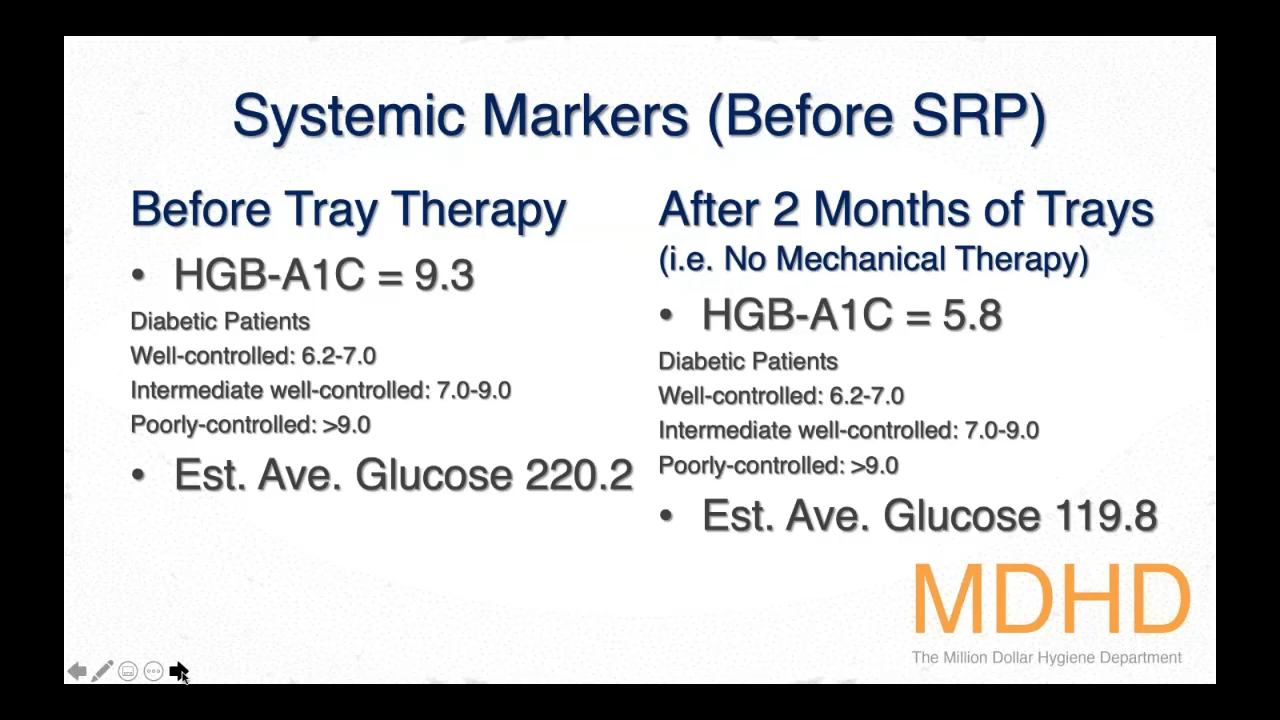 Systemic Markers (Before SRP)
Before Tray Therapy
• HGB-A1C = 9.3
Diabetic Patients
Well-controlled: 6.2-7.0
Intermediate well-controlled: 7.0-9.0
Poorly-controlled: >9.0
• Est. Ave. Glucose 220.2
After 2 Months of Trays
(i.e. No Mechanical Therapy)
• HGB-A1C = 5.8
Diabetic Patients
Well-controlled: 6.2-7.0
Intermediate well-controlled: 7.0-9.0
Poorly-controlled: >9.0
• Est. Ave. Glucose 119.8
MDHD
The Million Dollar Hygiene Department